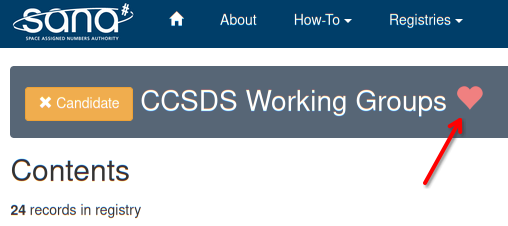 sana#
SPACE ASSIGNED NUMBERS AUTHORITY
About
How-To
Registries
Candidate
CCSDS Working Groups
Contents
24 records in registry